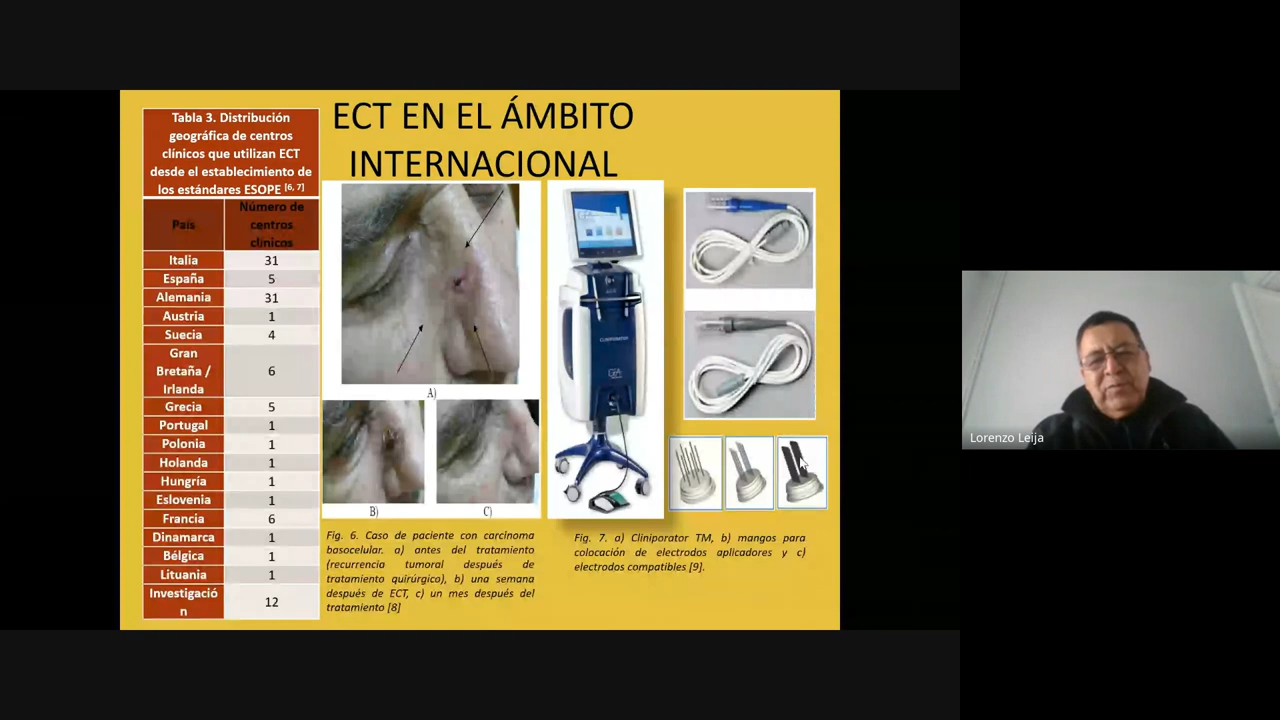 ECT EN EL ÁMBITO
INTERNACIONAL
Tabla 3. Distribución
geográfica de centros
clínicos que utilizan ECT
desde el establecimiento de
los estándares ESOPE [6, 7]
País
Número de
centros
clínicos
Italia 31
España 5
Alemania 31
Austria 1
Suecia 4
Gran
Bretaña /
Irlanda
6
Grecia 5
Portugal 1
Polonia 1
Holanda 1
Hungría 1
Eslovenia 1
Francia 6
Dinamarca 1
Bélgica 1
Lituania 1
Investigació
n
12
A)
B)
C)
Fig. 6. Caso de paciente con carcinoma
basocelular. a) antes del tratamiento
(recurrencia tumoral después de
tratamiento quirúrgico), b) una semana
después de ECT, c) un mes después del
tratamiento [8]
CLINIPORATOR
Fig. 7. a) Cliniporator TM, b) mangos para
colocación de electrodos aplicadores y c)
electrodos compatibles [9].
Lorenzo Leija